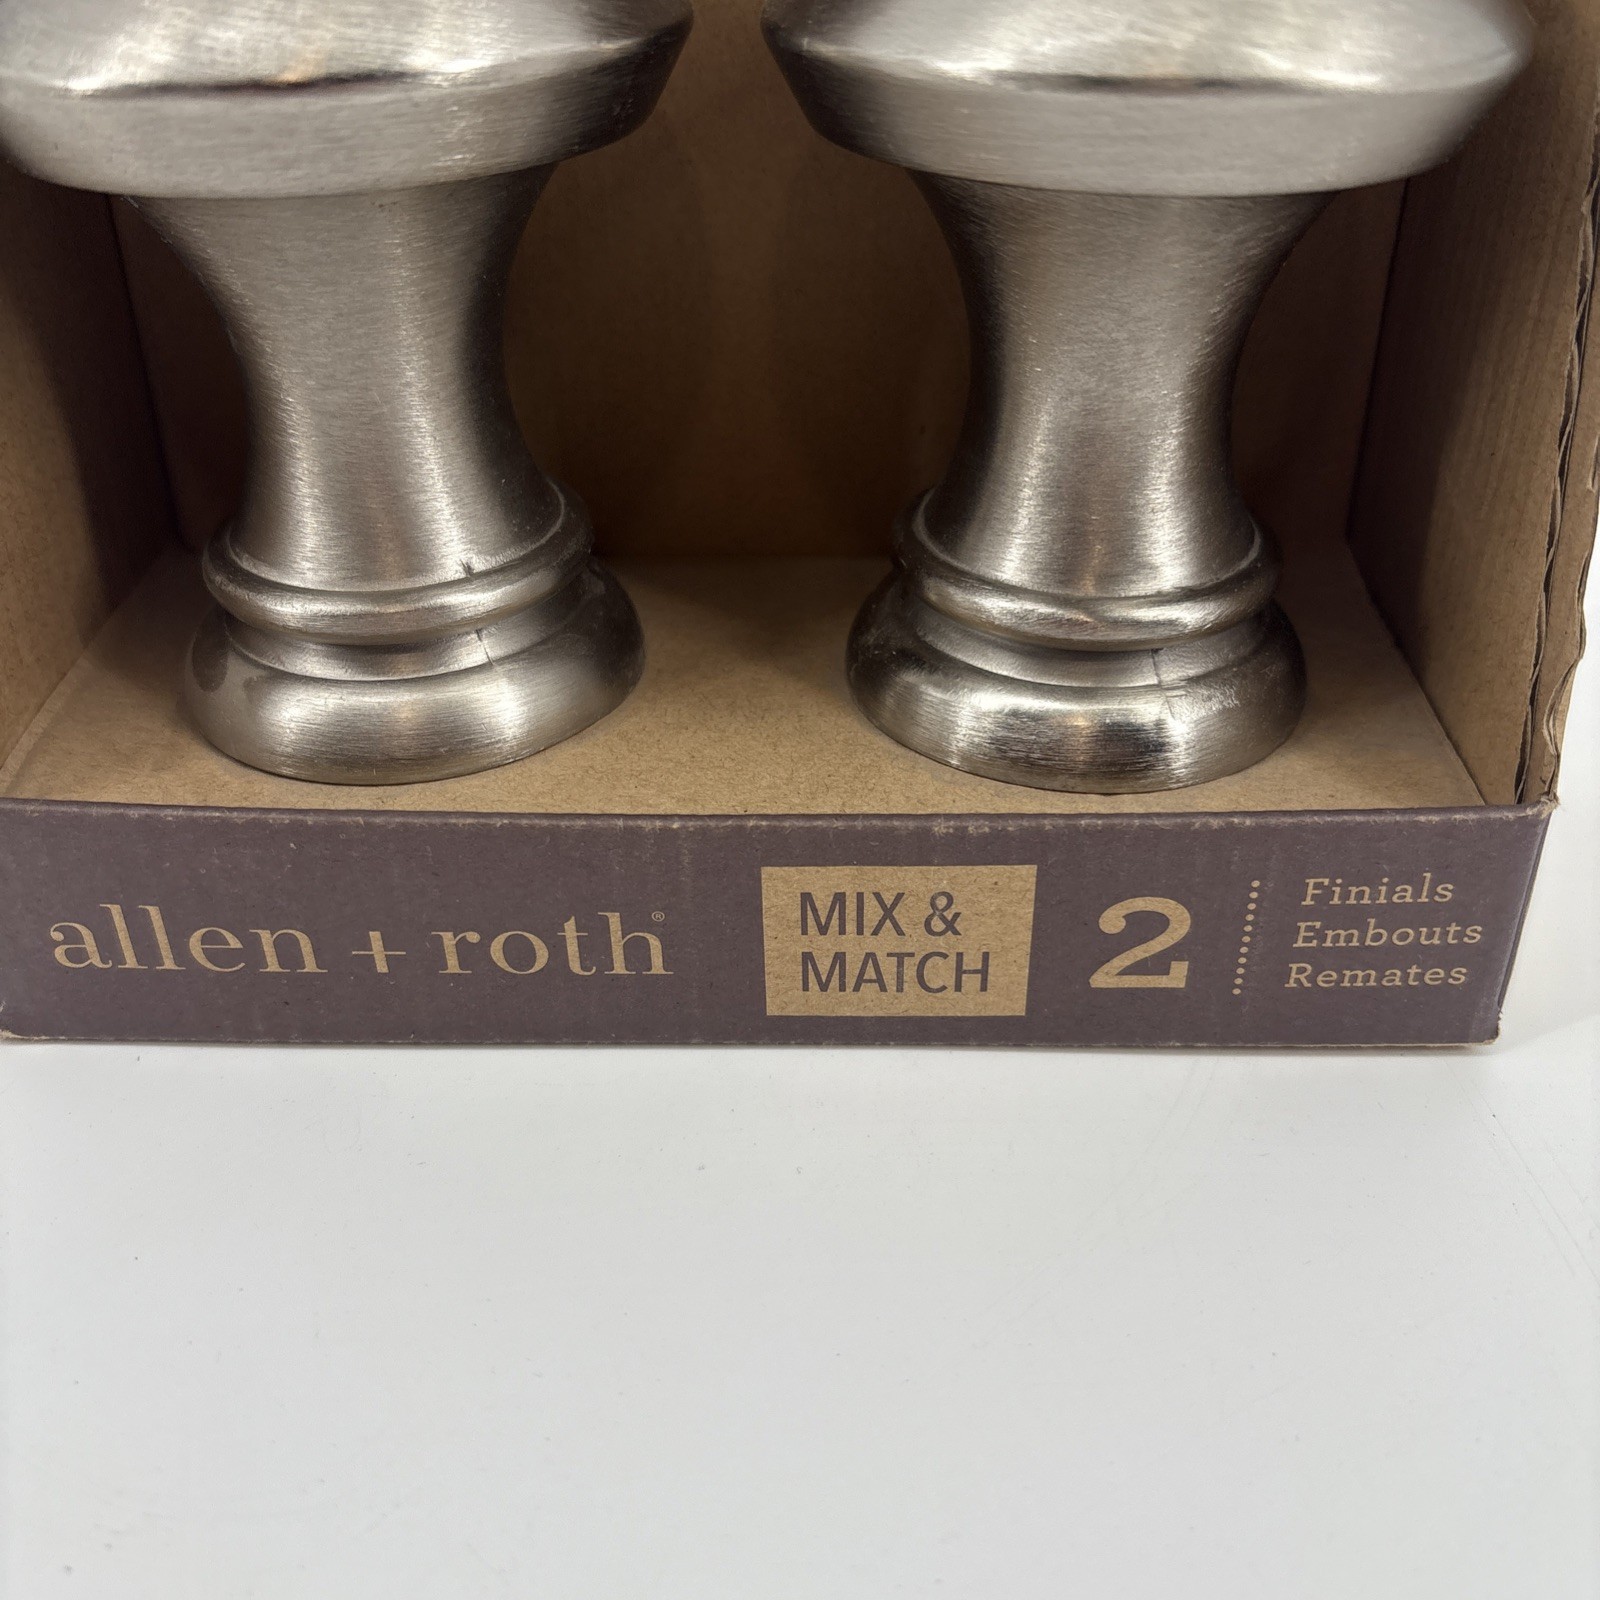 allen + roth®
MIX &
MATCH
2
Finials
Embouts
Remates